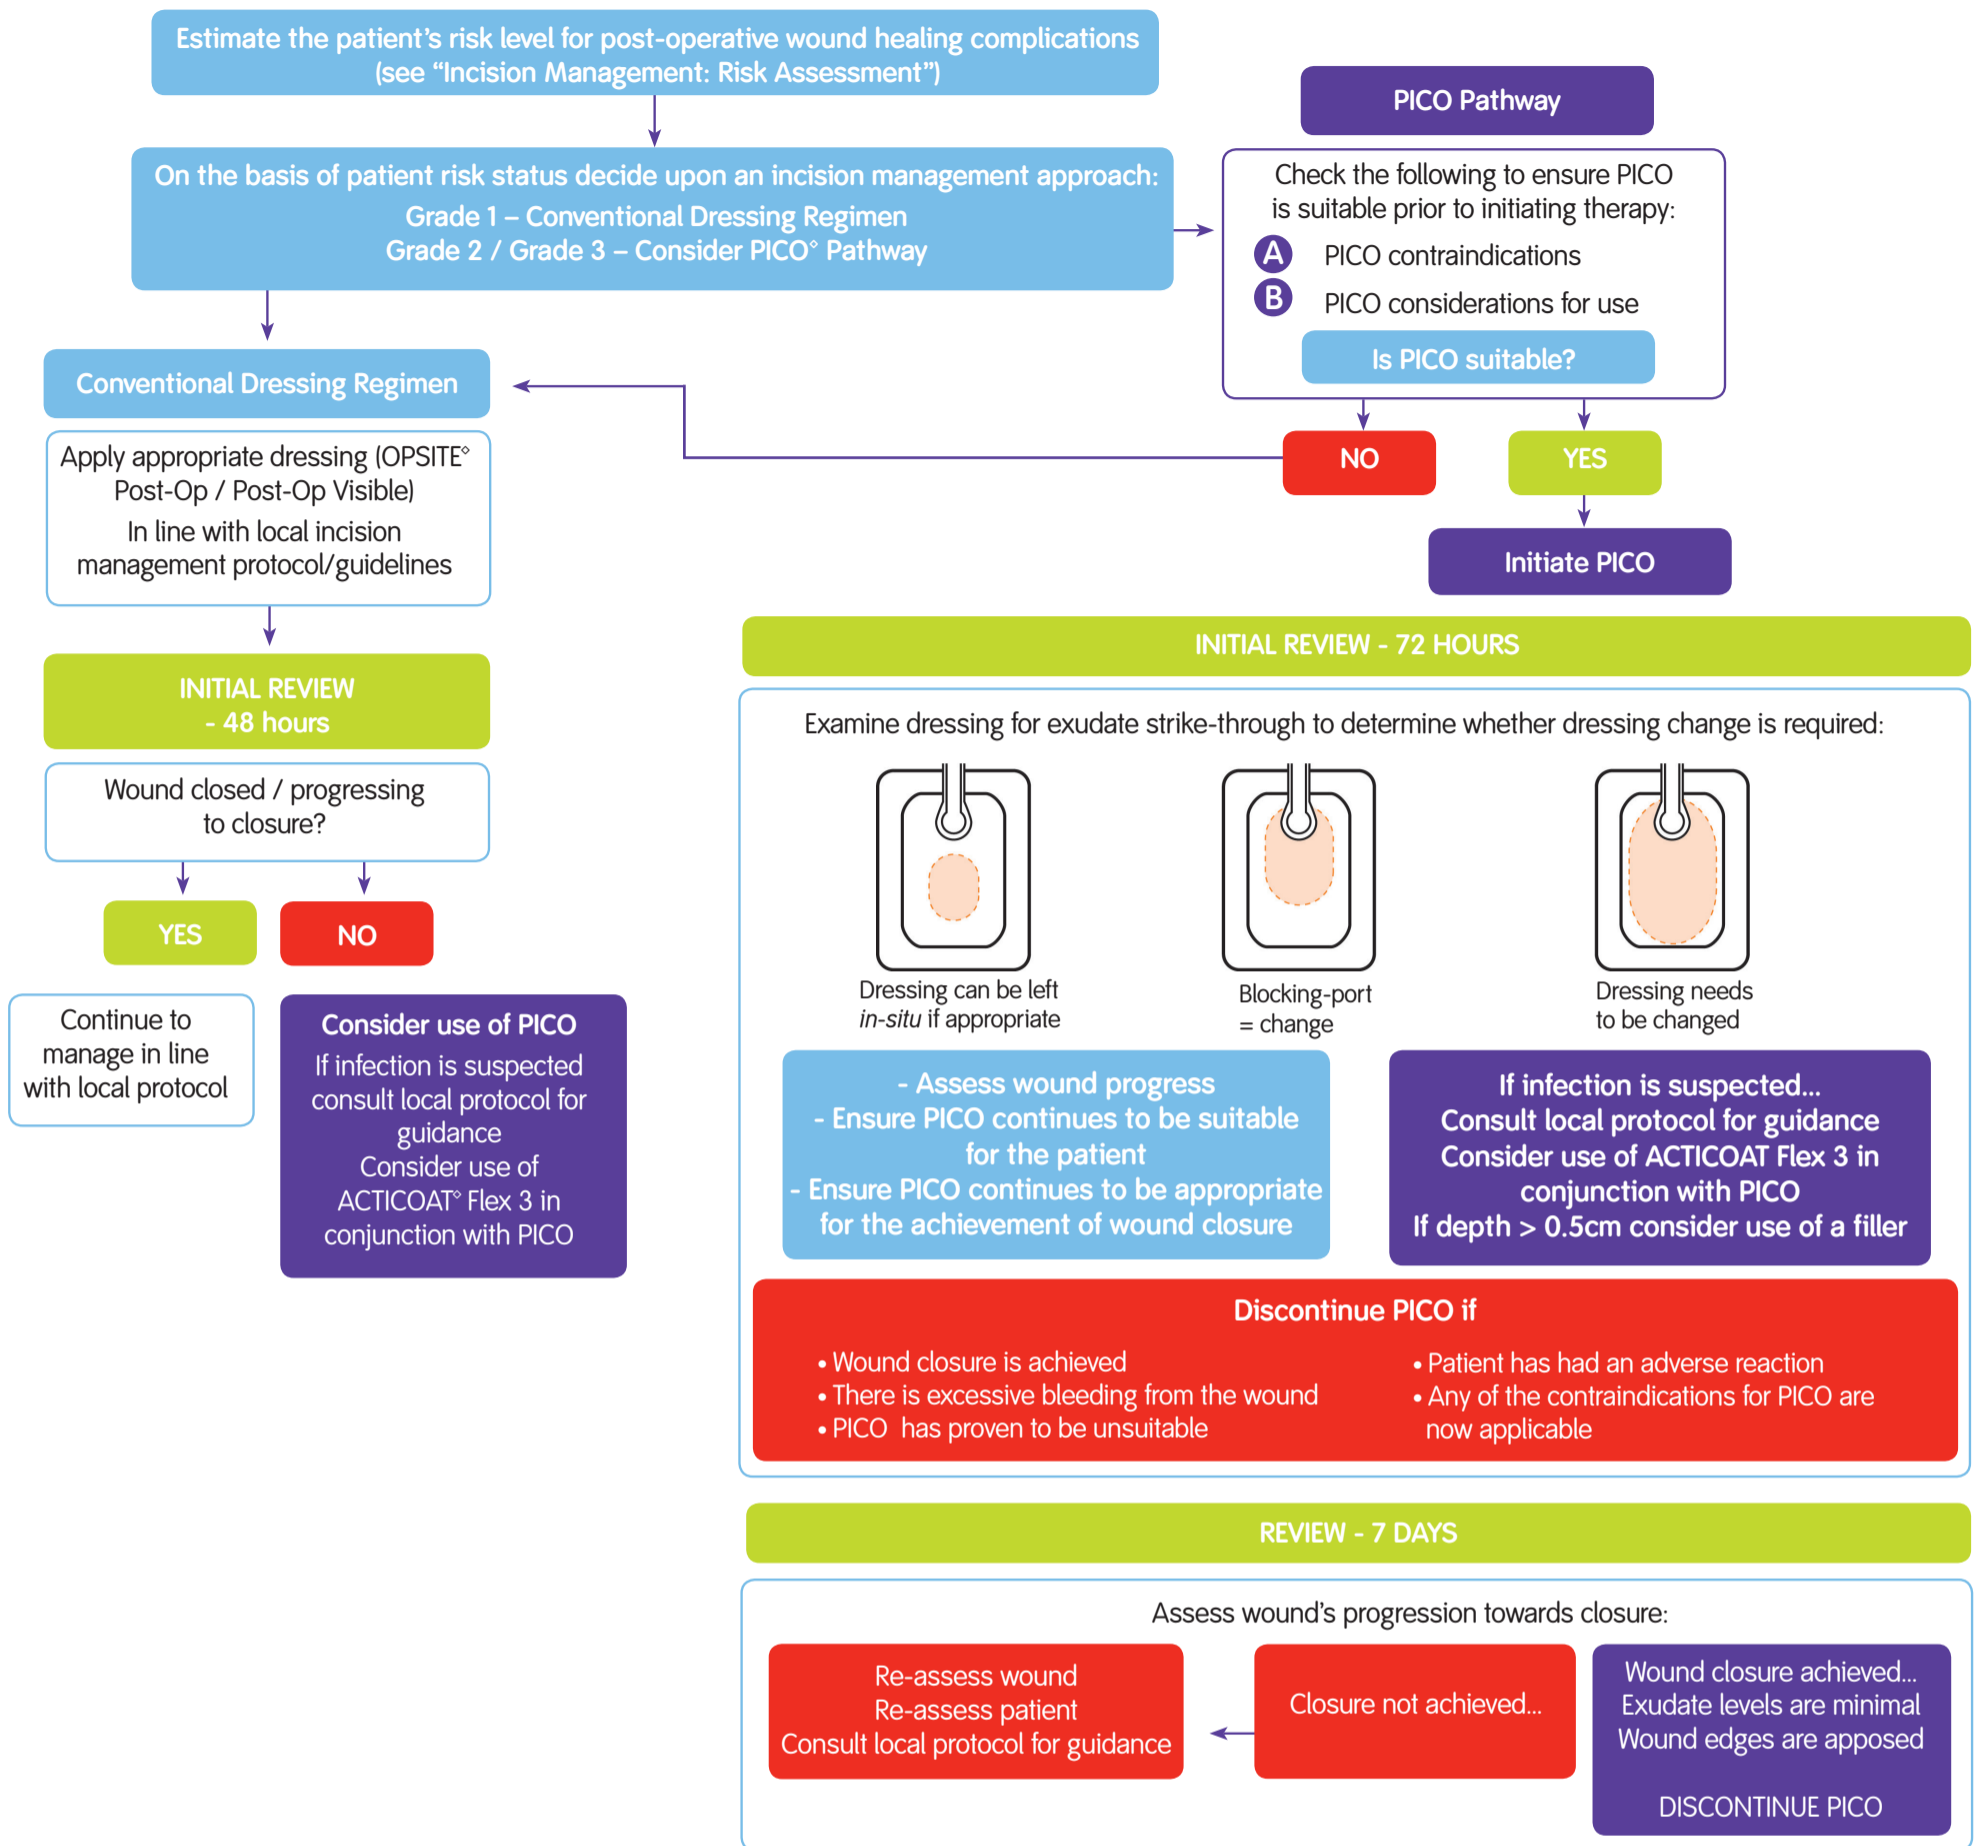 Estimate the patient’s risk level for post-operative wound healing complications
(see “Incision Management: Risk Assessment”)
On the basis of patient risk status decide upon an incision management approach:
Grade 1 – Conventional Dressing Regimen
Grade 2 / Grade 3 – Consider PICO◊ Pathway
PICO Pathway
Check the following to ensure PICO
is suitable prior to initiating therapy:
A PICO contraindications
B PICO considerations for use
Is PICO suitable?
NO
YES
Initiate PICO
Conventional Dressing Regimen
Apply appropriate dressing (OPSITE◊
Post-Op / Post-Op Visible)
In line with local incision
management protocol/guidelines
INITIAL REVIEW
- 48 hours
Wound closed / progressing
to closure?
YES
NO
Continue to
manage in line
with local protocol
Consider use of PICO
If infection is suspected
consult local protocol for
guidance
Consider use of
ACTICOAT◊ Flex 3 in
conjunction with PICO
INITIAL REVIEW - 72 HOURS
Examine dressing for exudate strike-through to determine whether dressing change is required:
Dressing can be left
in-situ if appropriate
Blocking-port
= change
Dressing needs
to be changed
- Assess wound progress
- Ensure PICO continues to be suitable
for the patient
- Ensure PICO continues to be appropriate
for the achievement of wound closure
If infection is suspected...
Consult local protocol for guidance
Consider use of ACTICOAT Flex 3 in
conjunction with PICO
If depth > 0.5cm consider use of a filler
Discontinue PICO if
• Wound closure is achieved
• There is excessive bleeding from the wound
• PICO has proven to be unsuitable
• Patient has had an adverse reaction
• Any of the contraindications for PICO are
now applicable
REVIEW - 7 DAYS
Assess wound’s progression towards closure:
Re-assess wound
Re-assess patient
Consult local protocol for guidance
Closure not achieved...
Wound closure achieved...
Exudate levels are minimal
Wound edges are apposed
DISCONTINUE PICO